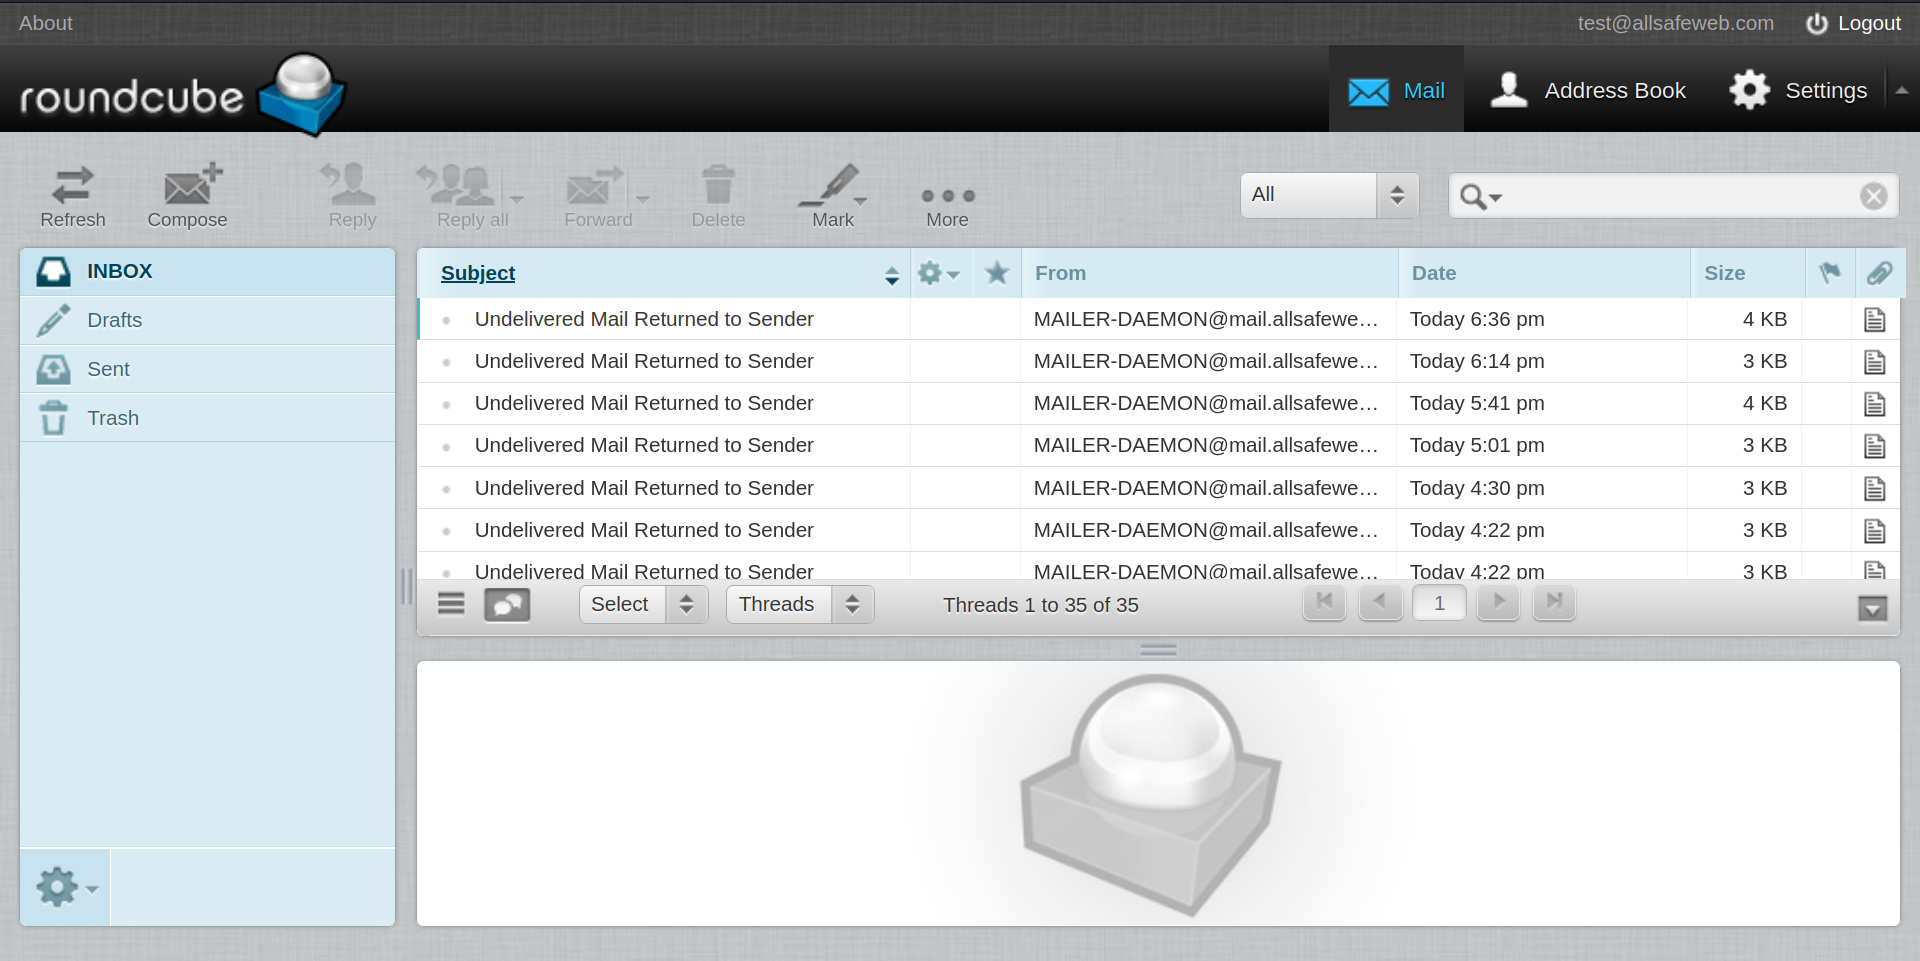 About
test@allsafeweb.com Logout
roundcube
Mail Address Book Settings
Refresh Compose Reply Reply all Forward Delete Mark More
All
INBOX
Drafts
Sent
Trash
Subject From Date Size
Undelivered Mail Returned to Sender MAILER-DAEMON@mail.allsafewe… Today 6:36 pm 4 KB
Undelivered Mail Returned to Sender MAILER-DAEMON@mail.allsafewe… Today 6:14 pm 3 KB
Undelivered Mail Returned to Sender MAILER-DAEMON@mail.allsafewe… Today 5:41 pm 4 KB
Undelivered Mail Returned to Sender MAILER-DAEMON@mail.allsafewe… Today 5:01 pm 3 KB
Undelivered Mail Returned to Sender MAILER-DAEMON@mail.allsafewe… Today 4:30 pm 3 KB
Undelivered Mail Returned to Sender MAILER-DAEMON@mail.allsafewe… Today 4:22 pm 3 KB
Undelivered Mail Returned to Sender MAILER-DAEMON@mail.allsafewe… Today 4:22 pm 3 KB
Select Threads Threads 1 to 35 of 35 1